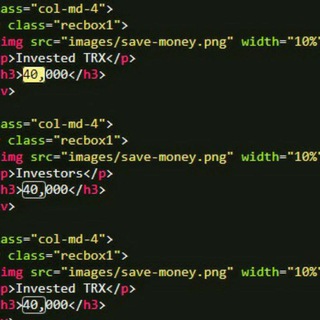 ass="col-md-4">
class="recbox1">
img src="images/save-money.png" width="10%"
p>Invested TRX</p>
h3>40,000</h3>
v>
ass="col-md-4">
class="recbox1">
img src="images/save-money.png" width="10%"
p>Investors</p>
h3>40,000</h3>
v>
ass="col-md-4">
class="recbox1">
img src="images/save-money.png" width="10%"
p>Invested TRX</p>
h3>40,000</h3>